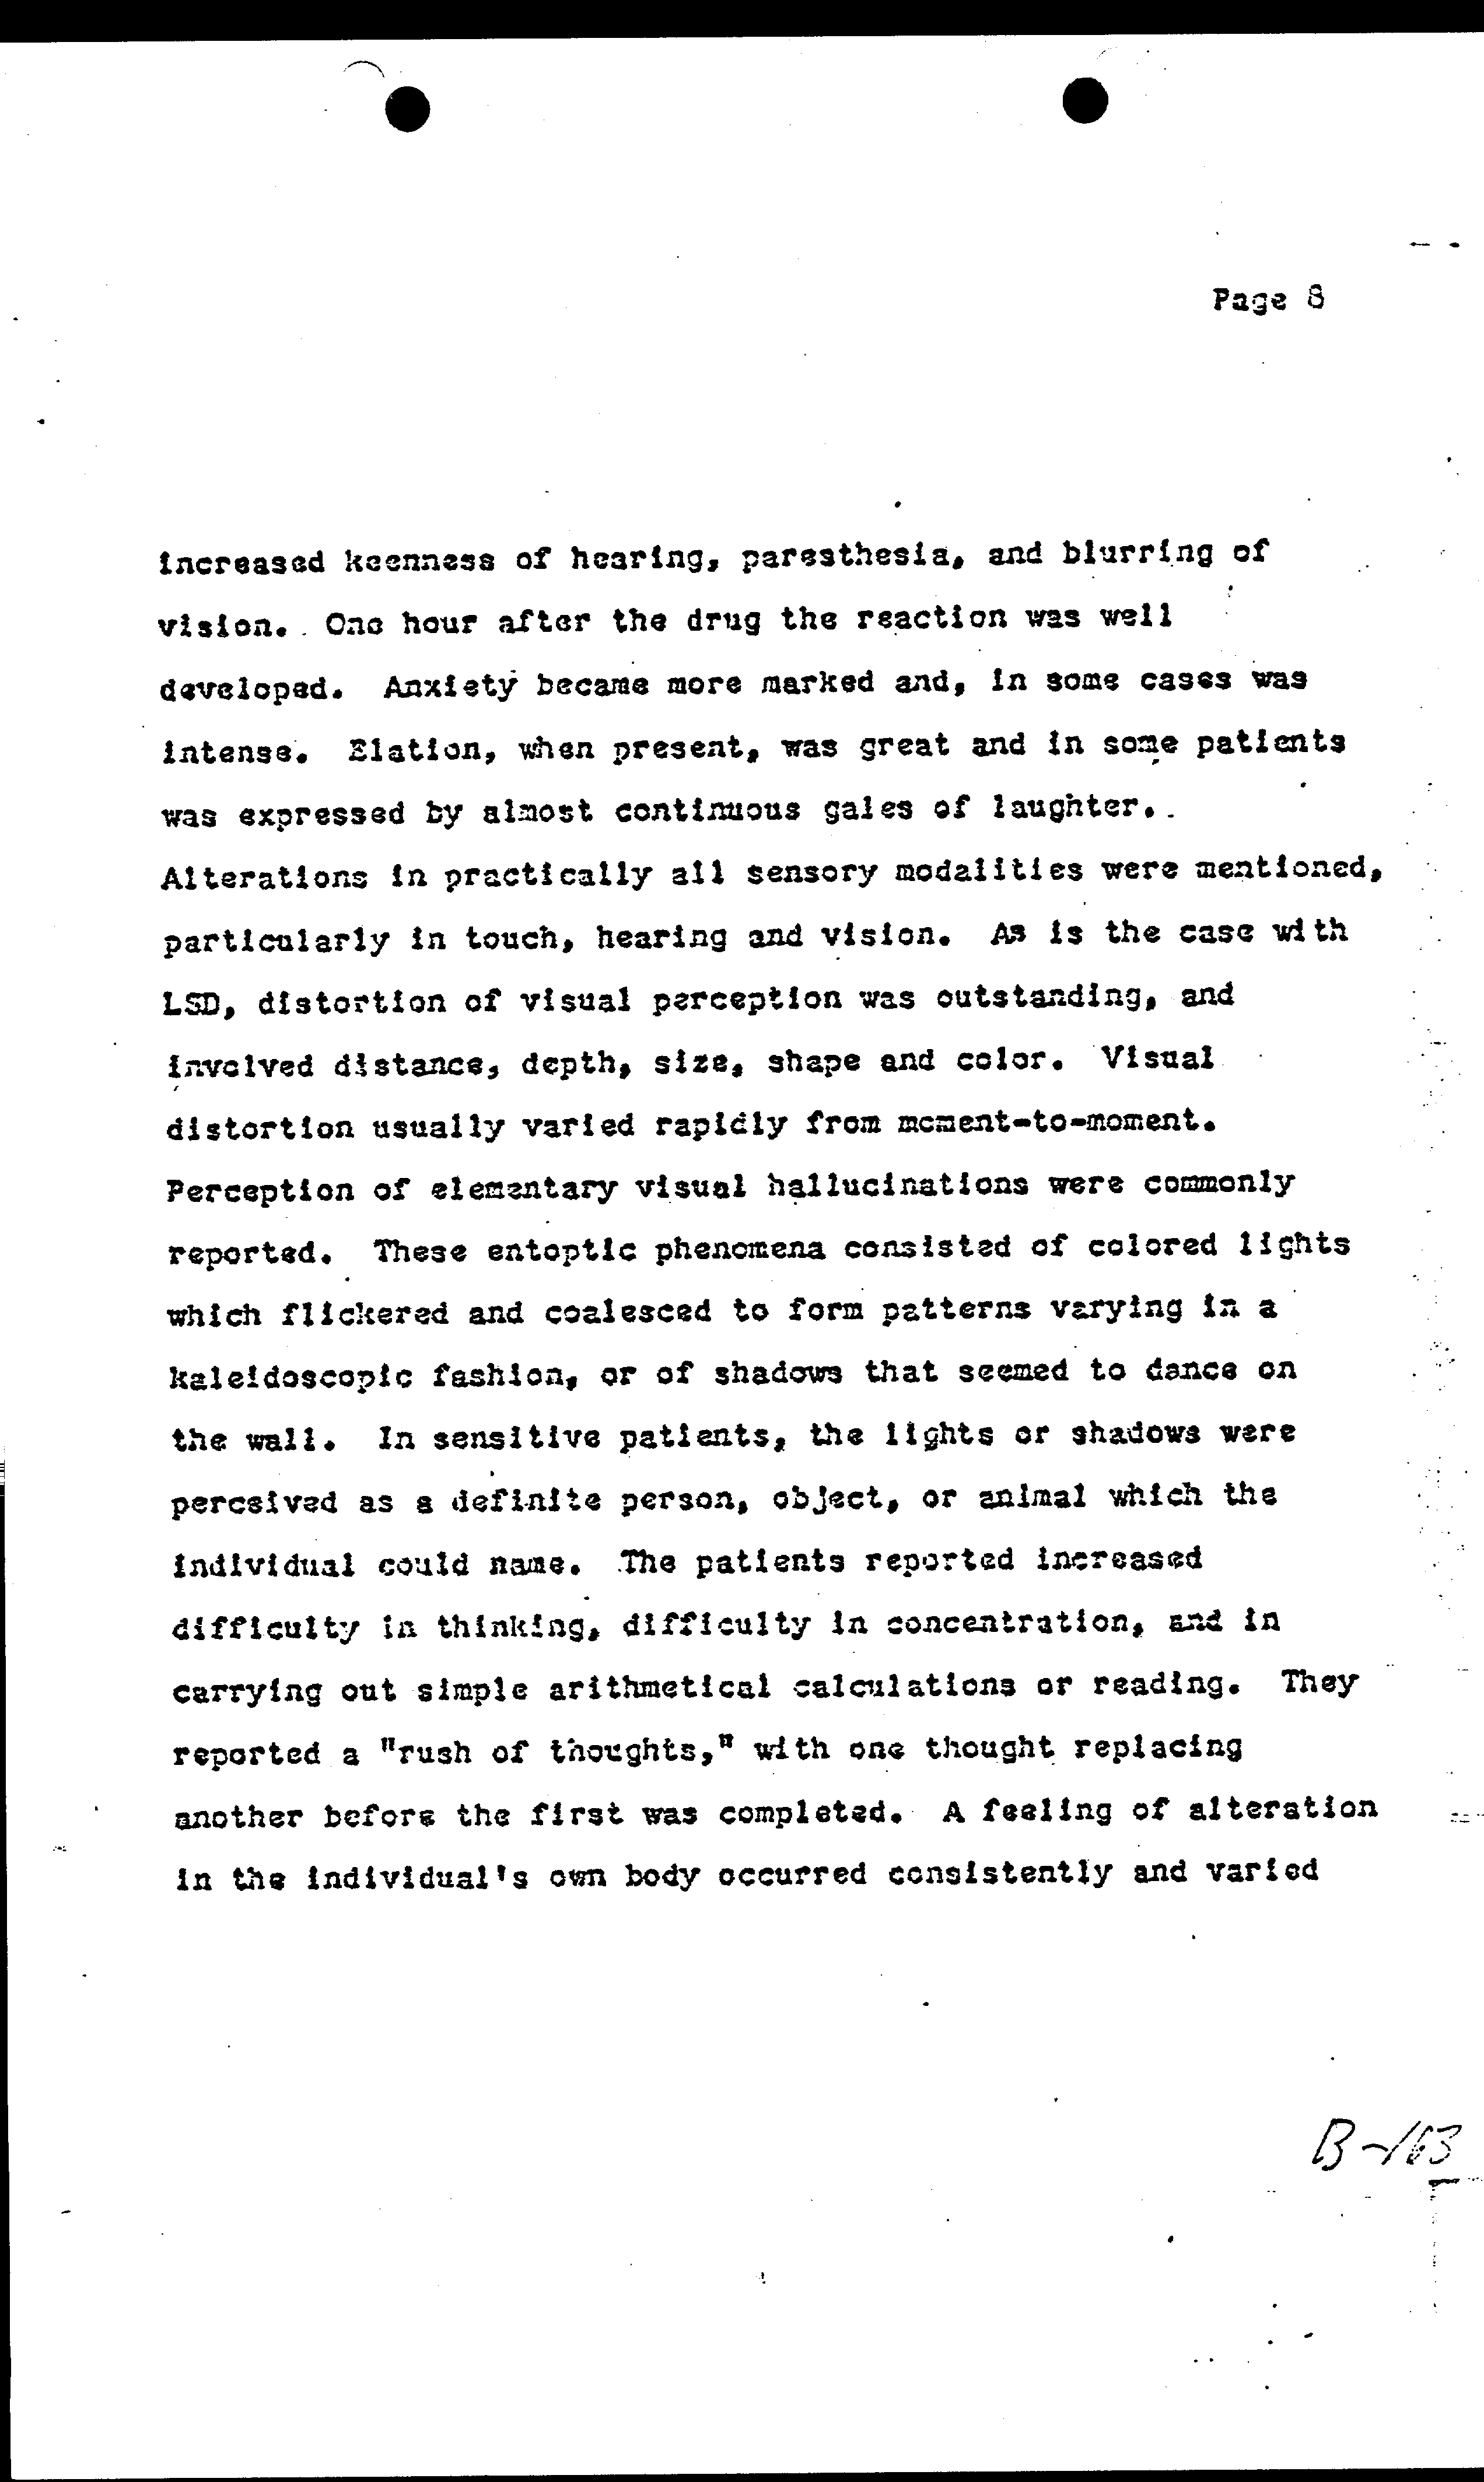 Page 8
increased keenness of hearing, paresthesia, and blurring of
vision. One hour after the drug the reaction was well
developed. Anxiety became more marked and, in some cases was
intense. Elation, when present, was great and in some patients
was expressed by almost continuous gales of laughter.
Alterations in practically all sensory modalities were mentioned,
particularly in touch, hearing and vision. As is the case with
LSD, distortion of visual perception was outstanding, and
involved distance, depth, size, shape and color. Visual
distortion usually varied rapidly from moment-to-moment.
Perception of elementary visual hallucinations were commonly
reported. These entoptic phenomena consisted of colored lights
which flickered and coalesced to form patterns varying in a
kaleidoscopic fashion, or of shadows that seemed to dance on
the wall. In sensitive patients, the lights or shadows were
perceived as a definite person, object, or animal which the
individual could name. The patients reported increased
difficulty in thinking, difficulty in concentration, and in
carrying out simple arithmetical calculations or reading. They
reported a "rush of thoughts," with one thought replacing
another before the first was completed. A feeling of alteration
in the individual's own body occurred consistently and varied
B-163